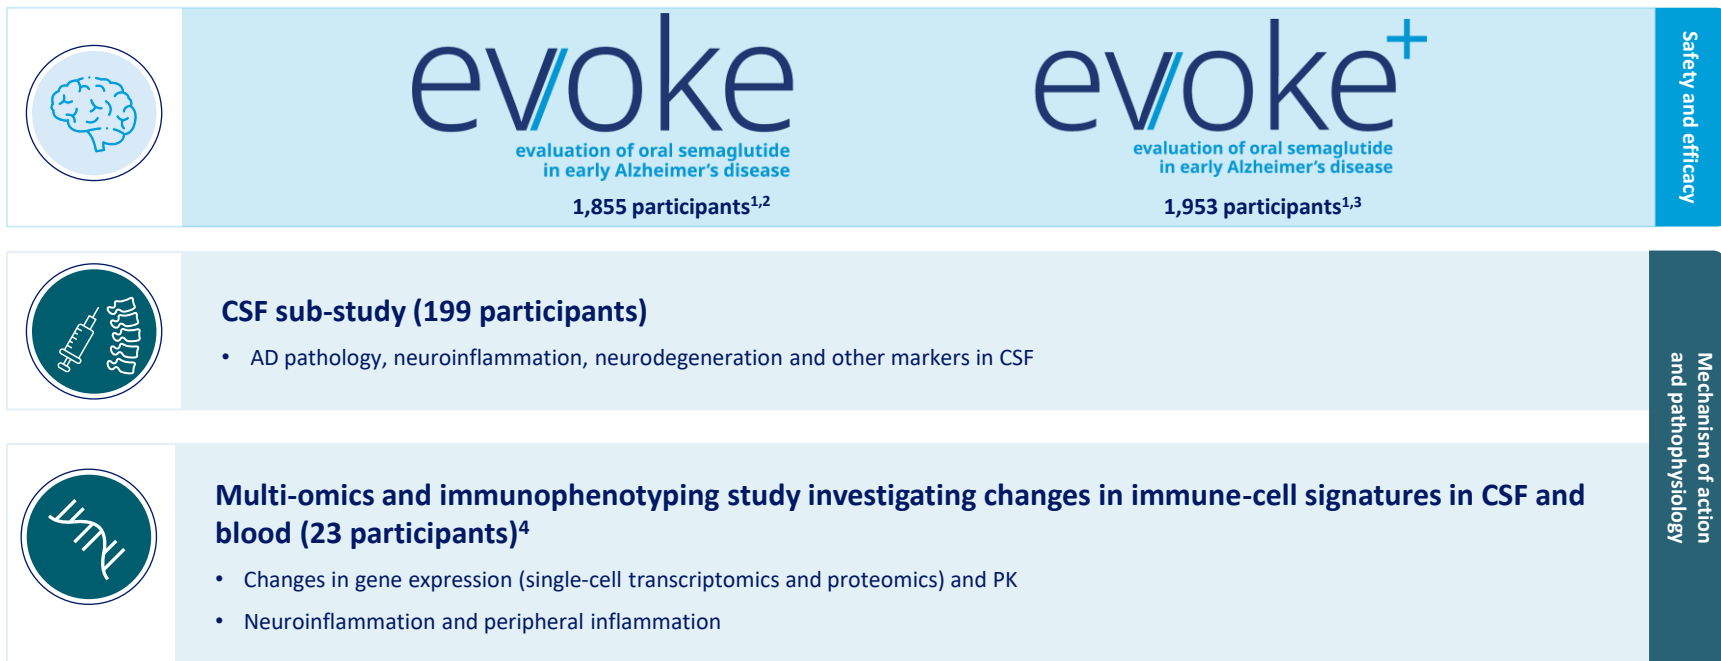 evoke
evaluation of oral semaglutide
in early Alzheimer's disease
1,855 participants1,2
evoke+
evaluation of oral semaglutide
in early Alzheimer's disease
1,953 participants1,3
Safety and efficacy
CSF sub-study (199 participants)
• AD pathology, neuroinflammation, neurodegeneration and other markers in CSF
Multi-omics and immunophenotyping study investigating changes in immune-cell signatures in CSF and
blood (23 participants)4
• Changes in gene expression (single-cell transcriptomics and proteomics) and PK
• Neuroinflammation and peripheral inflammation
Mechanism of action
and pathophysiology